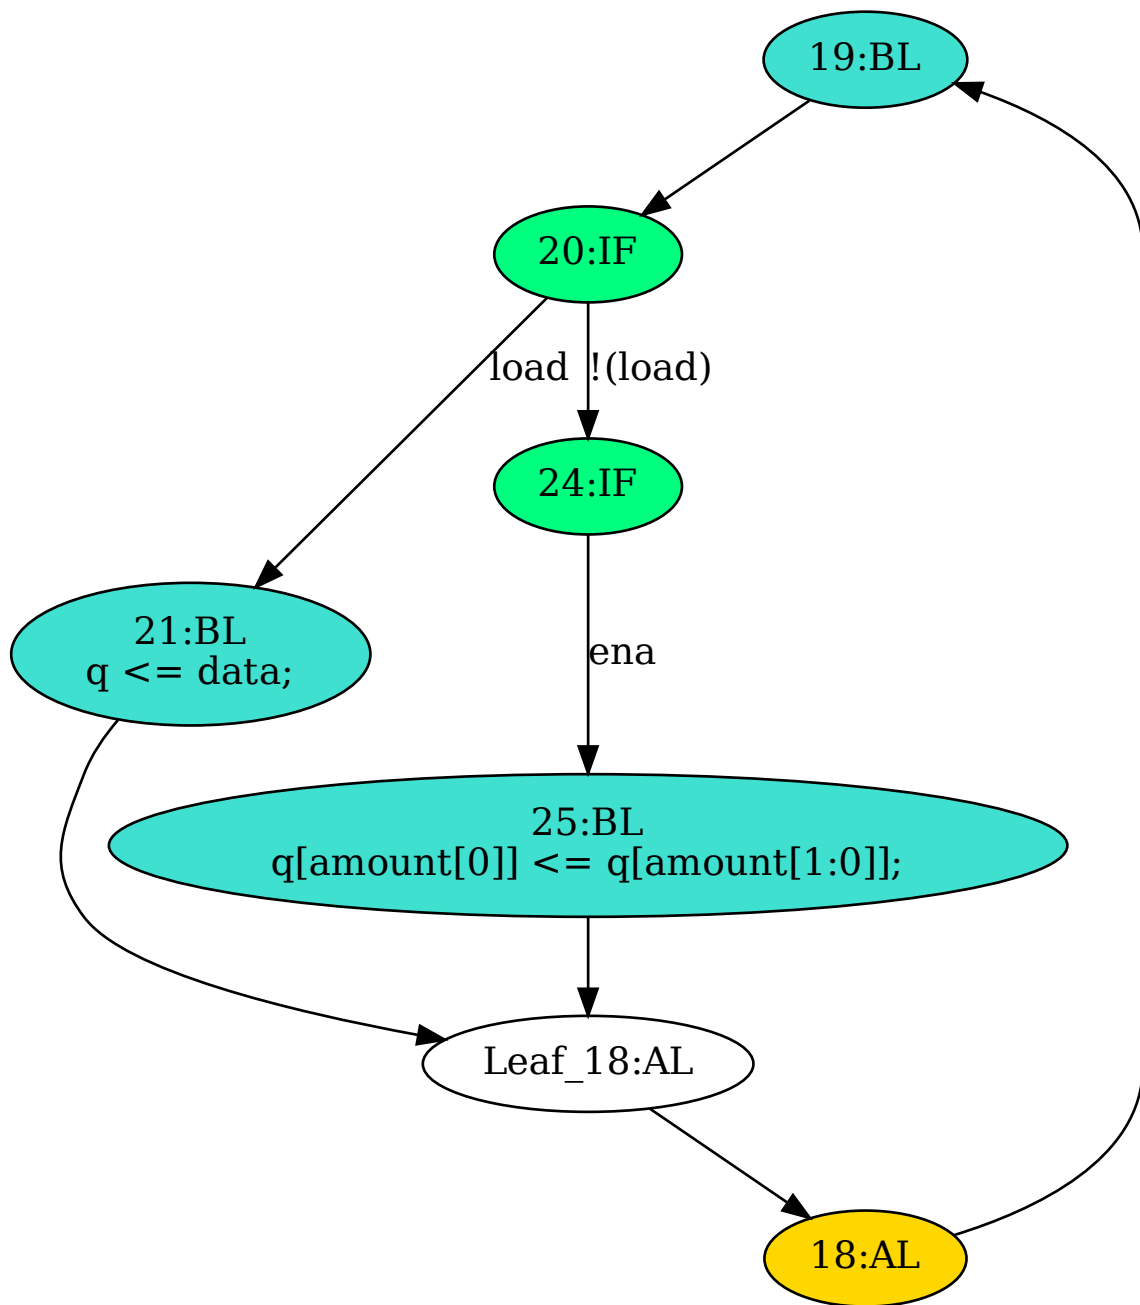 19:BL
20:IF
load
!(load)
24:IF
21:BL
q <= data;
ena
25:BL
q[amount[0]] <= q[amount[1:0]];
Leaf_18:AL
18:AL